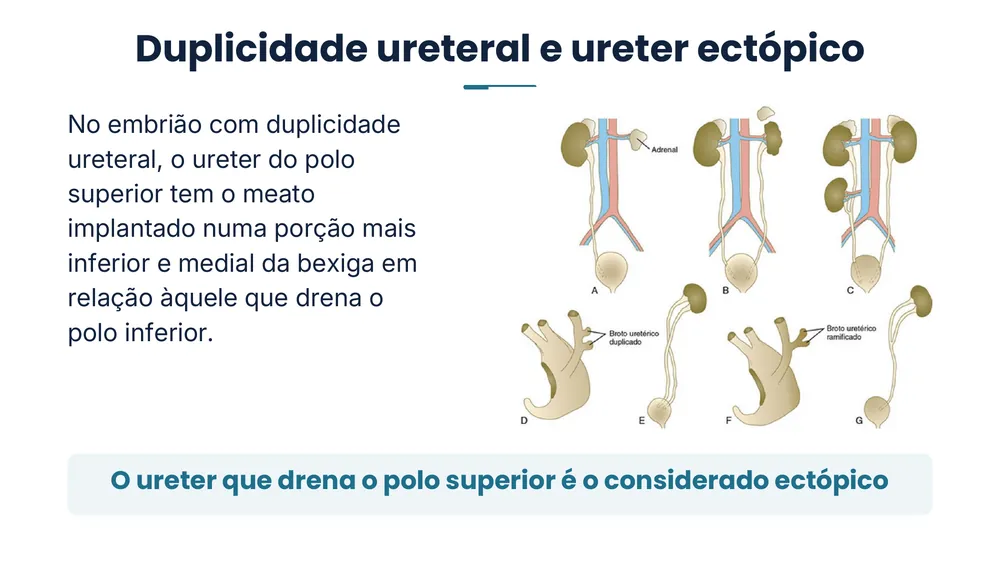 Duplicidade ureteral e ureter ectópico
No embrião com duplicidade
ureteral, o ureter do polo
superior tem o meato
implantado numa porção mais
inferior e medial da bexiga em
relação àquele que drena o
polo inferior.
Adrenal
A
B
C
Broto uretérico
duplicado
Broto uretérico
ramificado
D
E
F
G
O ureter que drena o polo superior é o considerado ectópico